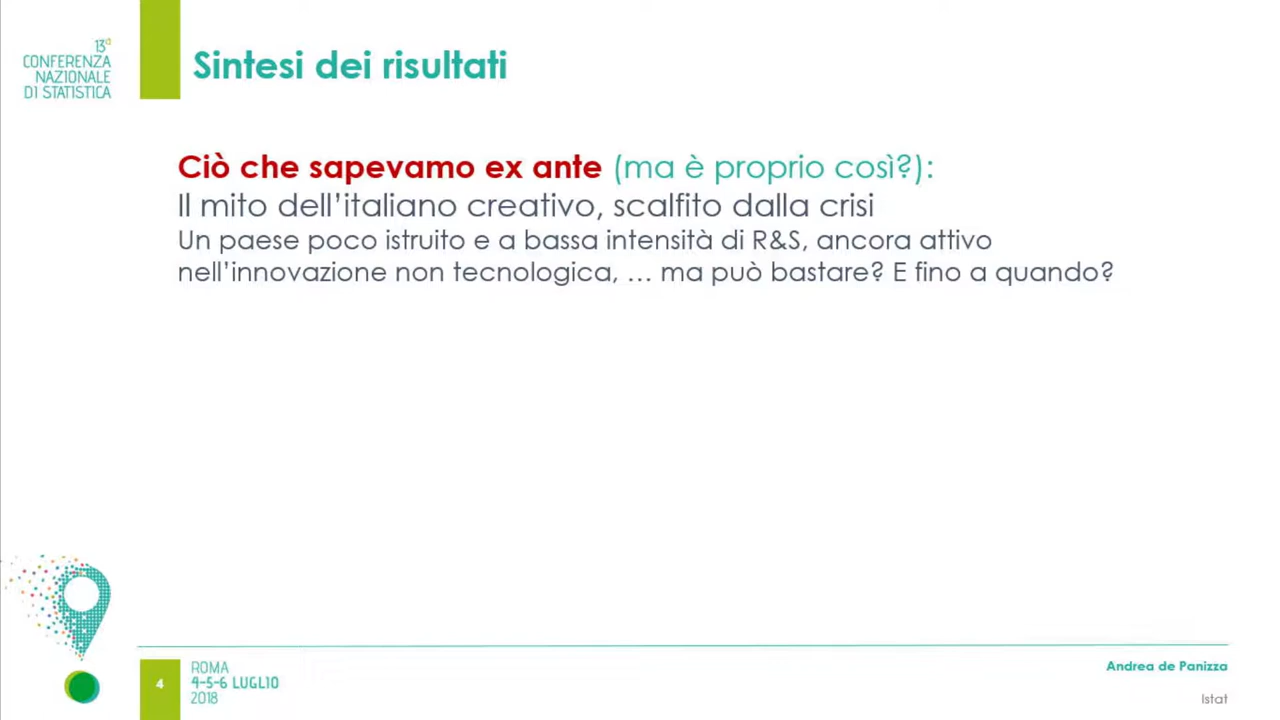 13ª
CONFERENZA
NAZIONALE
DI STATISTICA
Sintesi dei risultati
Ciò che sapevamo ex ante (ma è proprio così?):
Il mito dell’italiano creativo, scalfito dalla crisi
Un paese poco istruito e a bassa intensità di R&S, ancora attivo
nell’innovazione non tecnologica, … ma può bastare? E fino a quando?
4
ROMA
4-5-6 LUGLIO
2018
Andrea de Panizza
Istat